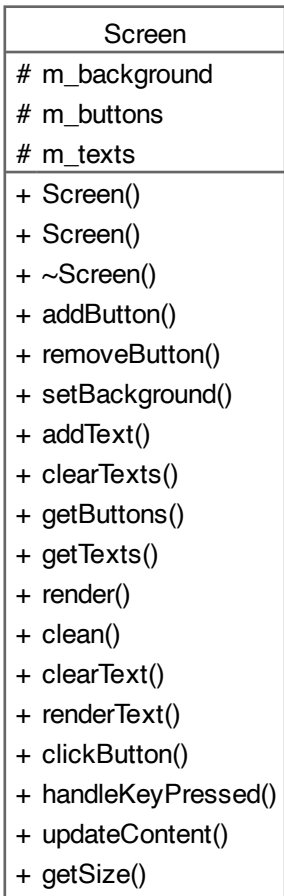 Screen
# m_background
# m_buttons
# m_texts
+ Screen()
+ Screen()
+ ~Screen()
+ addButton()
+ removeButton()
+ setBackground()
+ addText()
+ clearTexts()
+ getButtons()
+ getTexts()
+ render()
+ clean()
+ clearText()
+ renderText()
+ clickButton()
+ handleKeyPressed()
+ updateContent()
+ getSize()